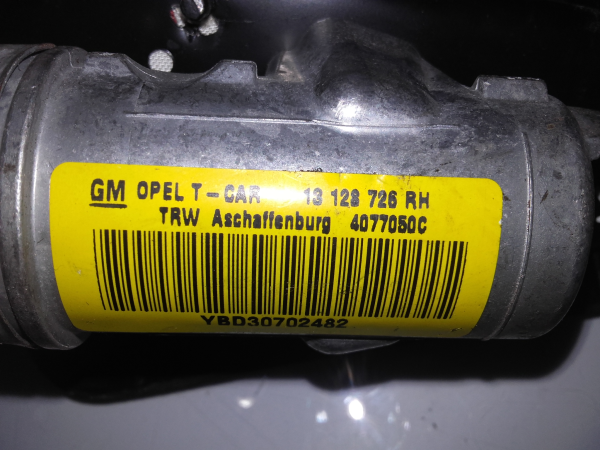 GM OPEL T-CAR 13 128 726 RH
TRW Aschaffenburg 4077050C
YBD30702482